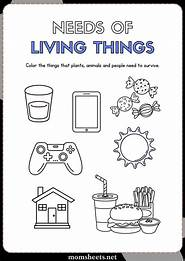 NEEDS OF
LIVING THINGS
Color the things that plants, animals and people need to survive.
momsheets.net